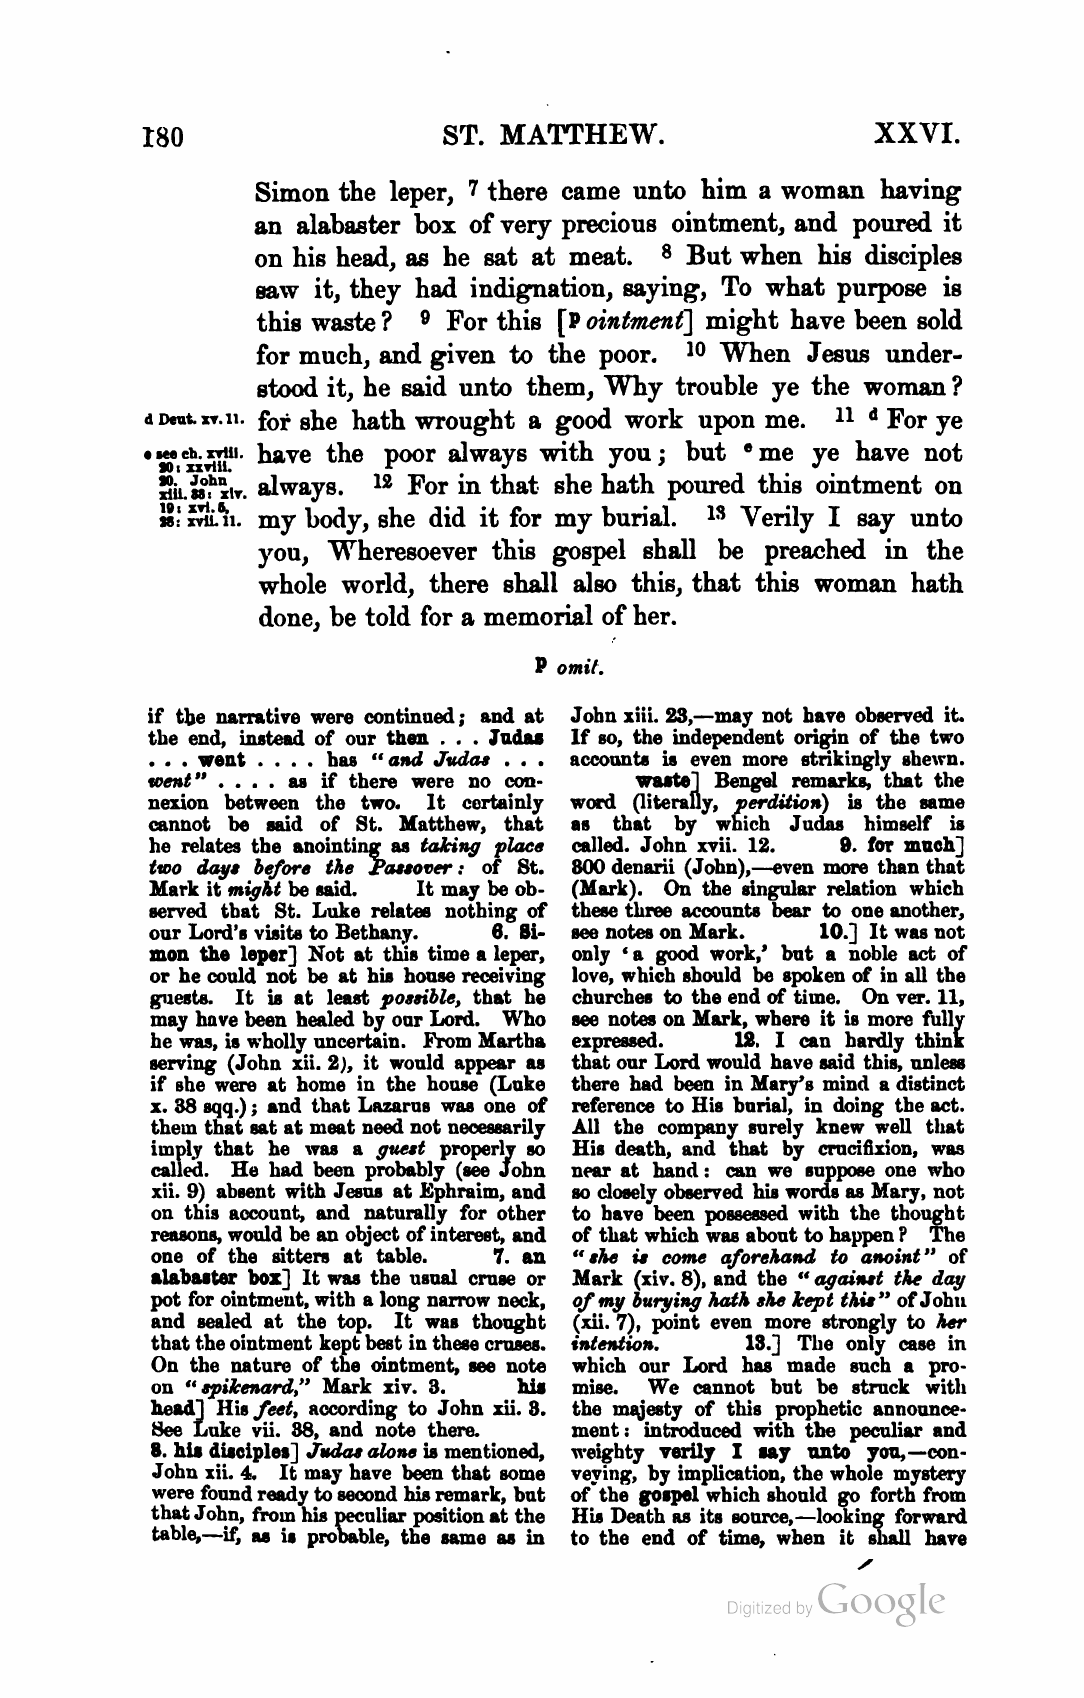 180 ST. MATTHEW. XXVI.
Simon the leper, 7 there came unto him a woman having
an alabaster box of very precious ointment, and poured it
on his head, as he sat at meat. 8 But when his disciples
saw it, they had indignation, saying, To what purpose is
this waste? 9 For this [p ointment] might have been sold
for much, and given to the poor. 10 When Jesus under-
stood it, he said unto them, Why trouble ye the woman?
d Deut. xv. 11. for she hath wrought a good work upon me. 11 d For ye
e see ch. xviii. have the poor always with you; but e me ye have not
20: xxviii.
20. John
xiii. 33: xiv. always. 12 For in that she hath poured this ointment on
19: xvi. 5,
28: xvii. 11. my body, she did it for my burial. 13 Verily I say unto
you, Wheresoever this gospel shall be preached in the
whole world, there shall also this, that this woman hath
done, be told for a memorial of her.
p omit.
if the narrative were continued; and at
the end, instead of our then . . . Judas
. . . went . . . . has "and Judas . . .
went" . . . . as if there were no con-
nexion between the two. It certainly
cannot be said of St. Matthew, that
he relates the anointing as taking place
two days before the Passover: of St.
Mark it might be said. It may be ob-
served that St. Luke relates nothing of
our Lord's visits to Bethany. 6. Si-
mon the leper] Not at this time a leper,
or he could not be at his house receiving
guests. It is at least possible, that he
may have been healed by our Lord. Who
he was, is wholly uncertain. From Martha
serving (John xii. 2), it would appear as
if she were at home in the house (Luke
x. 38 sqq.); and that Lazarus was one of
them that sat at meat need not necessarily
imply that he was a guest properly so
called. He had been probably (see John
xii. 9) absent with Jesus at Ephraim, and
on this account, and naturally for other
reasons, would be an object of interest, and
one of the sitters at table. 7. an
alabaster box] It was the usual cruse or
pot for ointment, with a long narrow neck,
and sealed at the top. It was thought
that the ointment kept best in these cruses.
On the nature of the ointment, see note
on "spikenard," Mark xiv. 3. his
head] His feet, according to John xii. 3.
See Luke vii. 38, and note there.
8. his disciples] Judas alone is mentioned,
John xii. 4. It may have been that some
were found ready to second his remark, but
that John, from his peculiar position at the
table,—if, as is probable, the same as in
John xiii. 23,—may not have observed it.
If so, the independent origin of the two
accounts is even more strikingly shewn.
waste] Bengel remarks, that the
word (literally, perdition) is the same
as that by which Judas himself is
called. John xvii. 12. 9. for much]
300 denarii (John),—even more than that
(Mark). On the singular relation which
these three accounts bear to one another,
see notes on Mark. 10.] It was not
only 'a good work,' but a noble act of
love, which should be spoken of in all the
churches to the end of time. On ver. 11,
see notes on Mark, where it is more fully
expressed. 12. I can hardly think
that our Lord would have said this, unless
there had been in Mary's mind a distinct
reference to His burial, in doing the act.
All the company surely knew well that
His death, and that by crucifixion, was
near at hand: can we suppose one who
so closely observed his words as Mary, not
to have been possessed with the thought
of that which was about to happen? The
"she is come aforehand to anoint" of
Mark (xiv. 8), and the "against the day
of my burying hath she kept this" of John
(xii. 7), point even more strongly to her
intention. 13.] The only case in
which our Lord has made such a pro-
mise. We cannot but be struck with
the majesty of this prophetic announce-
ment: introduced with the peculiar and
weighty verily I say unto you,—con-
veying, by implication, the whole mystery
of the gospel which should go forth from
His Death as its source,—looking forward
to the end of time, when it shall have
Digitized by Google